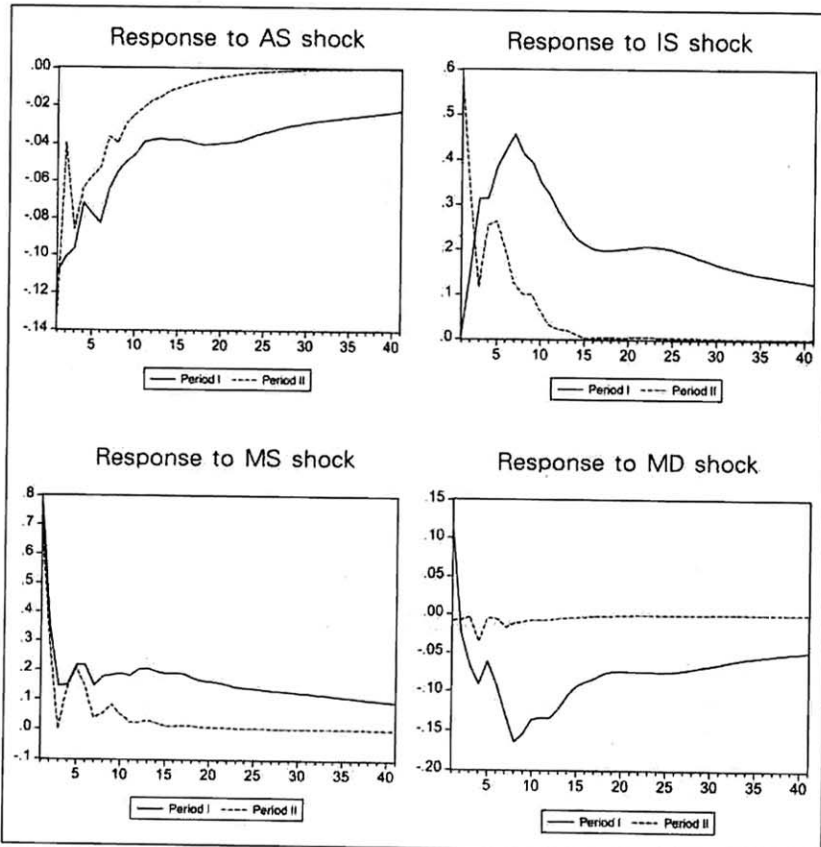 Response to AS shock
.00
-.02
-.04
-.06
-.08
-.10
-.12
-.14
5 10 15 20 25 30 35 40
Period I Period II
Response to IS shock
.6
.5
.4
.3
.2
.1
.0
5 10 15 20 25 30 35 40
Period I Period II
Response to MS shock
.8
.7
.6
.5
.4
.3
.2
.1
.0
-.1
5 10 15 20 25 30 35 40
Period I Period II
Response to MD shock
.15
.10
.05
.00
-.05
-.10
-.15
-.20
5 10 15 20 25 30 35 40
Period I Period II